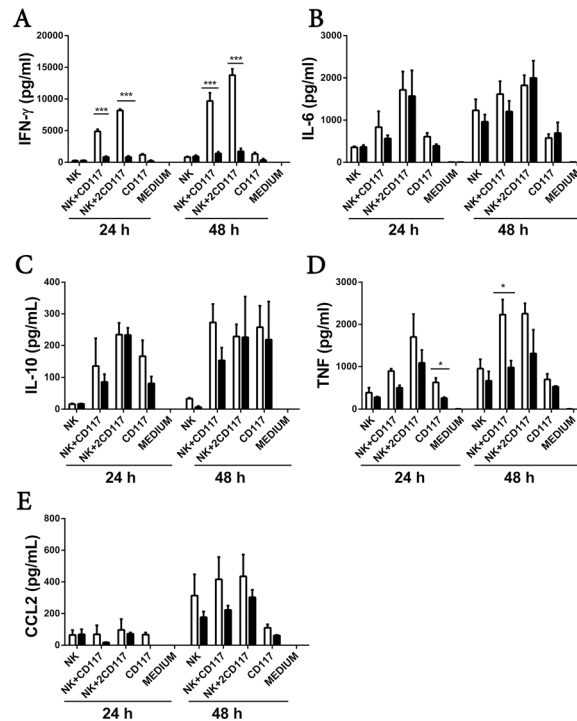 A
IFN-γ (pg/ml)
20000
15000
10000
5000
0
***
***
***
***
NK
NK+CD117
NK+2CD117
CD117
MEDIUM
NK
NK+CD117
NK+2CD117
CD117
MEDIUM
24 h
48 h
B
IL-6 (pg/ml)
3000
2000
1000
0
NK
NK+CD117
NK+2CD117
CD117
MEDIUM
NK
NK+CD117
NK+2CD117
CD117
MEDIUM
24 h
48 h
C
IL-10 (pg/mL)
400
300
200
100
0
NK
NK+CD117
NK+2CD117
CD117
MEDIUM
NK
NK+CD117
NK+2CD117
CD117
MEDIUM
24 h
48 h
D
TNF (pg/mL)
3000
2000
1000
0
*
*
NK
NK+CD117
NK+2CD117
CD117
MEDIUM
NK
NK+CD117
NK+2CD117
CD117
MEDIUM
24 h
48 h
E
CCL2 (pg/mL)
800
600
400
200
0
NK
NK+CD117
NK+2CD117
CD117
MEDIUM
NK
NK+CD117
NK+2CD117
CD117
MEDIUM
24 h
48 h